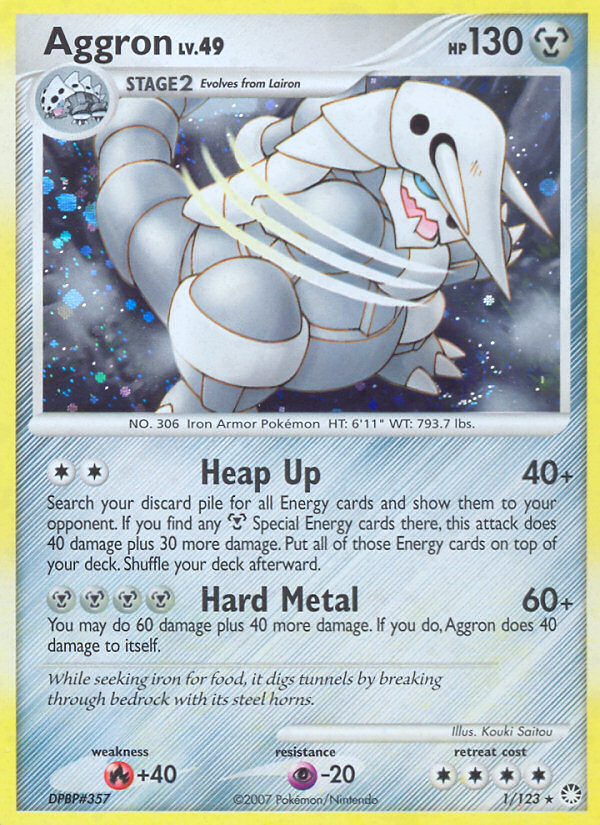 Aggron LV.49 HP 130
STAGE2 Evolves from Lairon
NO. 306 Iron Armor Pokémon HT: 6'11" WT: 793.7 lbs.
Heap Up 40+
Search your discard pile for all Energy cards and show them to your
opponent. If you find any Special Energy cards there, this attack does
40 damage plus 30 more damage. Put all of those Energy cards on top of
your deck. Shuffle your deck afterward.
Hard Metal 60+
You may do 60 damage plus 40 more damage. If you do, Aggron does 40
damage to itself.
While seeking iron for food, it digs tunnels by breaking
through bedrock with its steel horns.
Illus. Kouki Saitou
weakness resistance retreat cost
+40 -20
DPBP#357 ©2007 Pokémon/Nintendo 1/123 ★